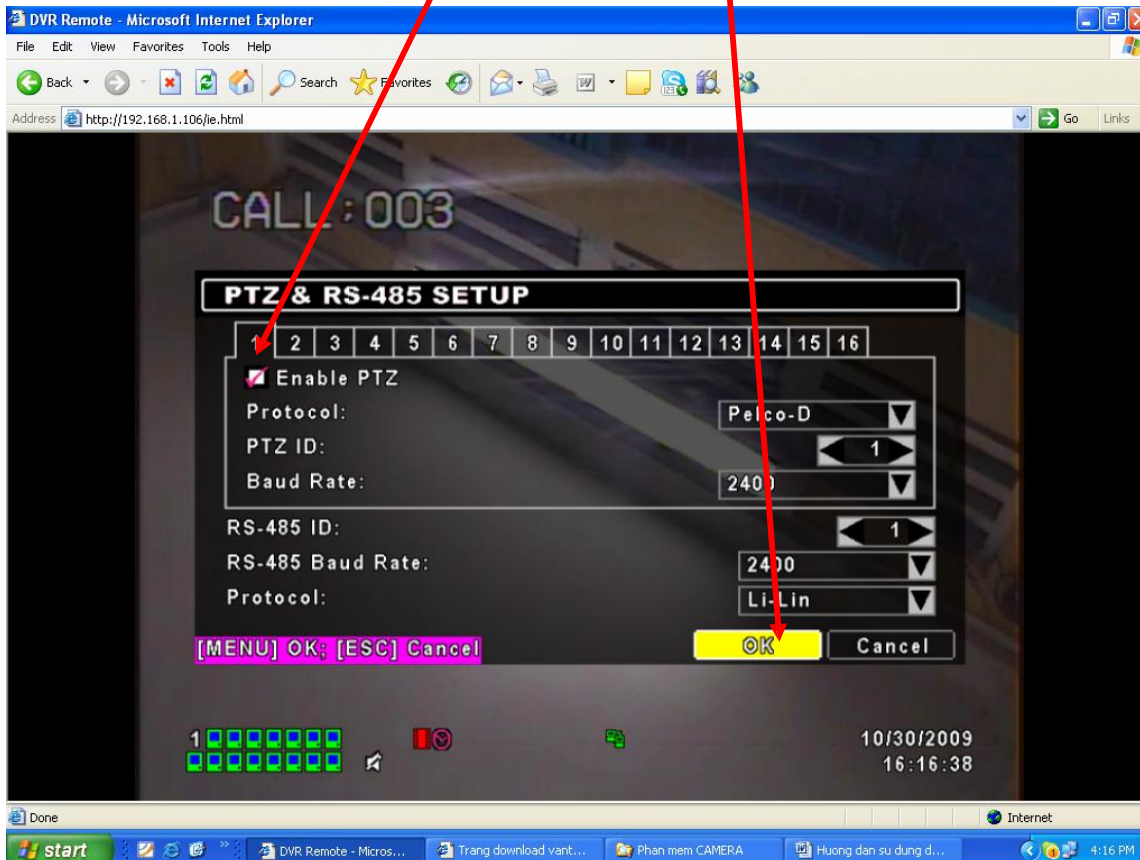 DVR Remote - Microsoft Internet Explorer
File Edit View Favorites Tools Help
Back Search Favorites
Address http://192.168.1.106/ie.html Go Links
CALL:003
PTZ & RS-485 SETUP
1 2 3 4 5 6 7 8 9 10 11 12 13 14 15 16
Enable PTZ
Protocol: Pelco-D
PTZ ID: 1
Baud Rate: 2400
RS-485 ID: 1
RS-485 Baud Rate: 2400
Protocol: Li-Lin
[MENU] OK; [ESC] Cancel OK Cancel
1
10/30/2009
16:16:38
Done Internet
start DVR Remote - Micros... Trang download vant... Phan mem CAMERA Huong dan su dung d... 4:16 PM